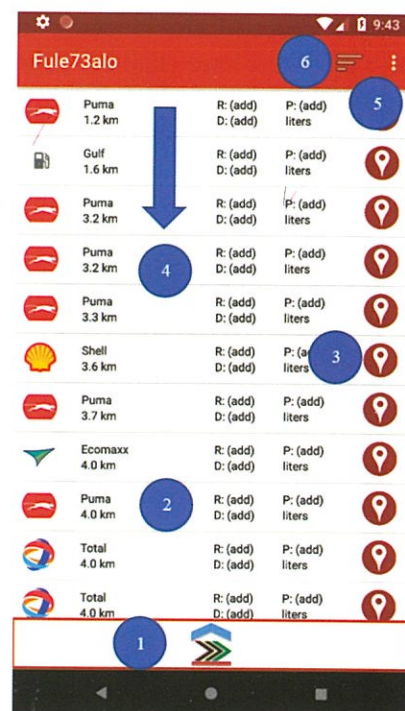 9:43
Fule73alo
6
5
Puma R: (add) P: (add)
1.2 km D: (add) liters
Gulf R: (add) P: (add)
1.6 km D: (add) liters
Puma R: (add) P: (add)
3.2 km D: (add) liters
Puma R: (add) P: (add)
3.2 km D: (add) liters
4
Puma R: (add) P: (add)
3.3 km D: (add) liters
Shell R: (add)
3.6 km D: (add) liters
3
Puma R: (add) P: (add)
3.7 km D: (add) liters
Ecomaxx R: (add) P: (add)
4.0 km D: (add) liters
Puma R: (add) P: (add)
4.0 km D: (add) liters
2
Total R: (add) P: (add)
4.0 km D: (add) liters
Total R: (add) P: (add)
4.0 km D: (add) liters
1